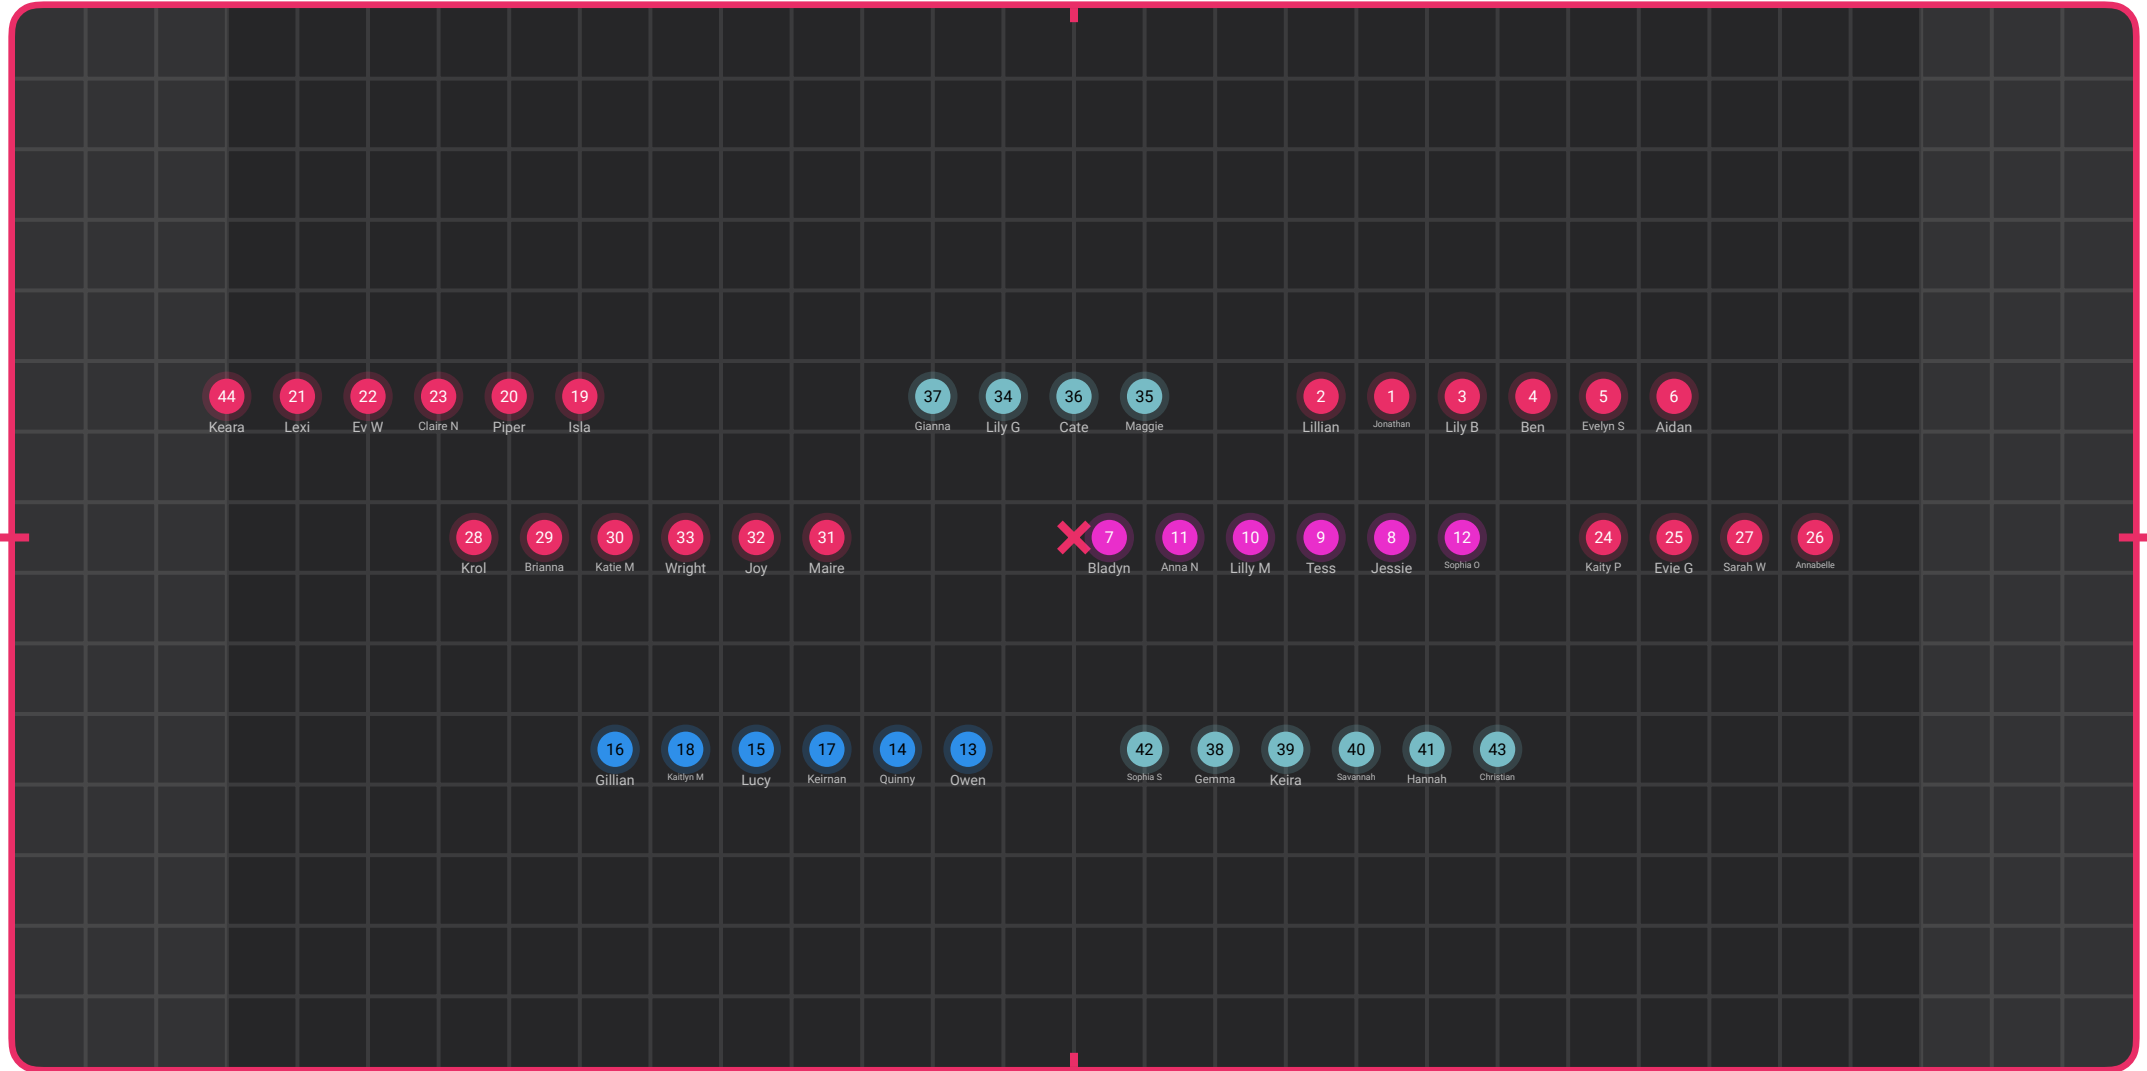 44 21 22 23 20 19 37 34 36 35 2 1 3 4 5 6
Keara Lexi Ev W Claire N Piper Isla Gianna Lily G Cate Maggie Lillian Jonathan Lily B Ben Evelyn S Aidan
28 29 30 33 32 31 7 11 10 9 8 12 24 25 27 26
Krol Brianna Katie M Wright Joy Maire Bladyn Anna N Lilly M Tess Jessie Sophia O Kaity P Evie G Sarah W Annabelle
16 18 15 17 14 13 42 38 39 40 41 43
Gillian Kaitlyn M Lucy Keirnan Quinny Owen Sophia S Gemma Keira Savannah Hannah Christian